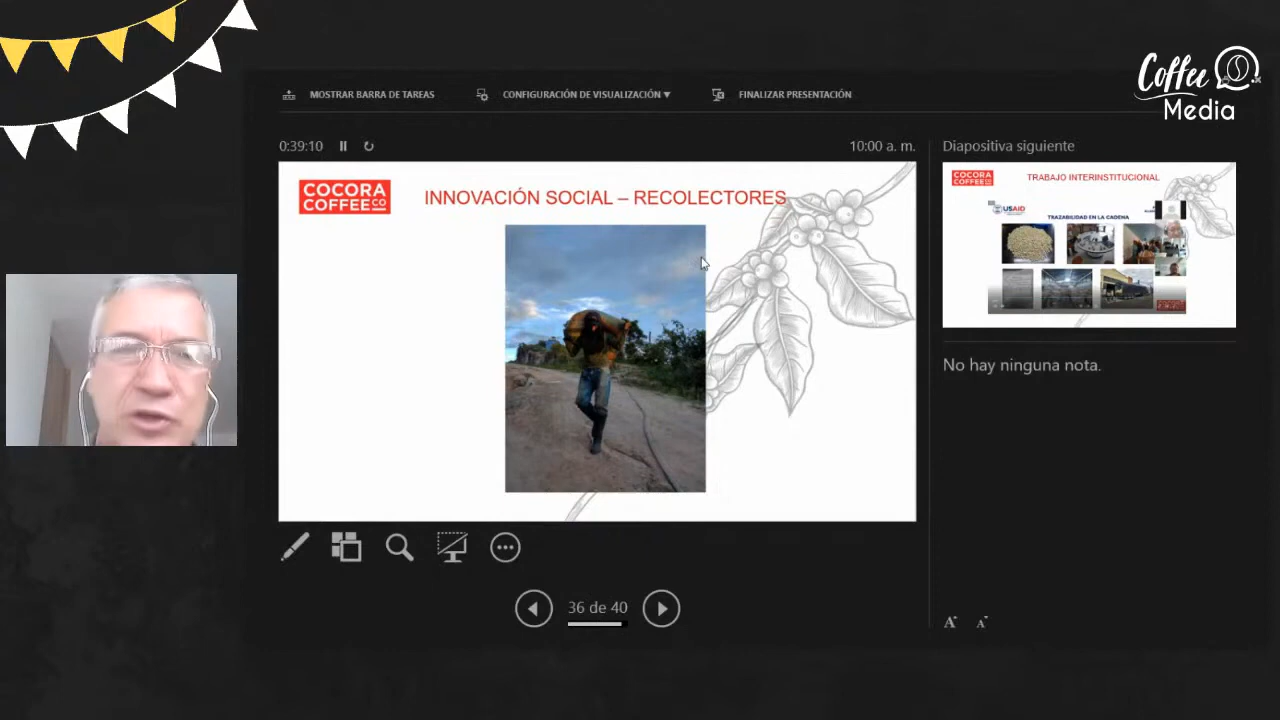 Coffee
Media
MOSTRAR BARRA DE TAREAS
CONFIGURACIÓN DE VISUALIZACIÓN ▼
FINALIZAR PRESENTACIÓN
0:39:10
10:00 a. m.
Diapositiva siguiente
COCORA
COFFEE CO
INNOVACIÓN SOCIAL – RECOLECTORES
COCORA
COFFEE CO
TRABAJO INTERINSTITUCIONAL
USAID
TRAZABILIDAD EN LA CADENA
No hay ninguna nota.
36 de 40
A A